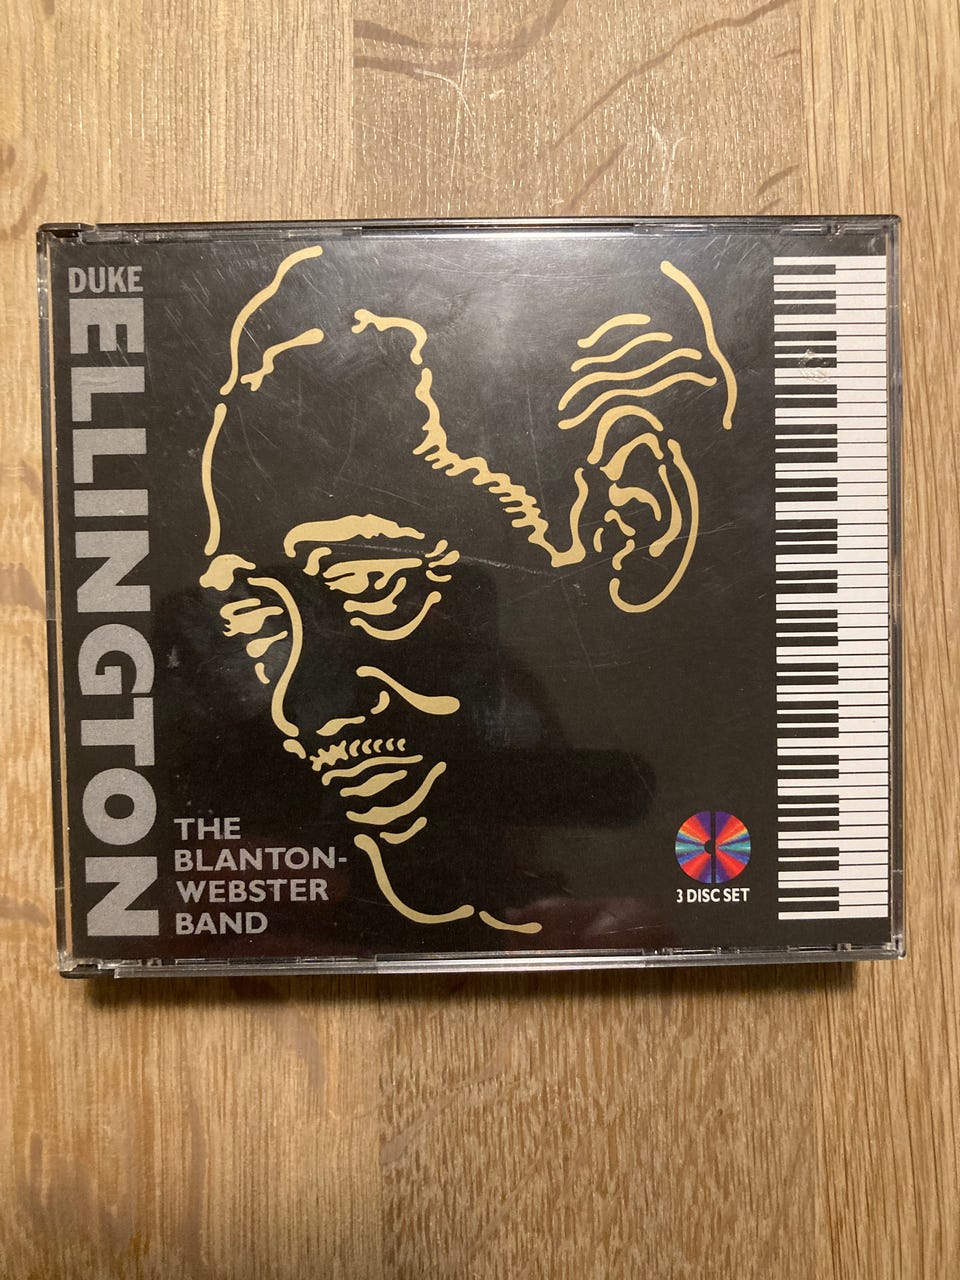 DUKE
ELLINGTON
THE
BLANTON-
WEBSTER
BAND
3 DISC SET